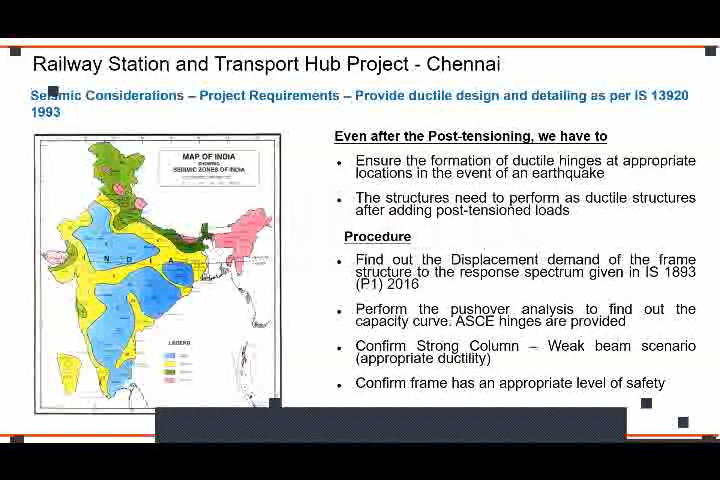 Railway Station and Transport Hub Project - Chennai
Seismic Considerations – Project Requirements – Provide ductile design and detailing as per IS 13920
1993
MAP OF INDIA
SHOWING
SEISMIC ZONES OF INDIA
I N D I A
LEGEND
Even after the Post-tensioning, we have to
• Ensure the formation of ductile hinges at appropriate
locations in the event of an earthquake
• The structures need to perform as ductile structures
after adding post-tensioned loads
Procedure
• Find out the Displacement demand of the frame
structure to the response spectrum given in IS 1893
(P1) 2016
• Perform the pushover analysis to find out the
capacity curve. ASCE hinges are provided
• Confirm Strong Column – Weak beam scenario
(appropriate ductility)
• Confirm frame has an appropriate level of safety